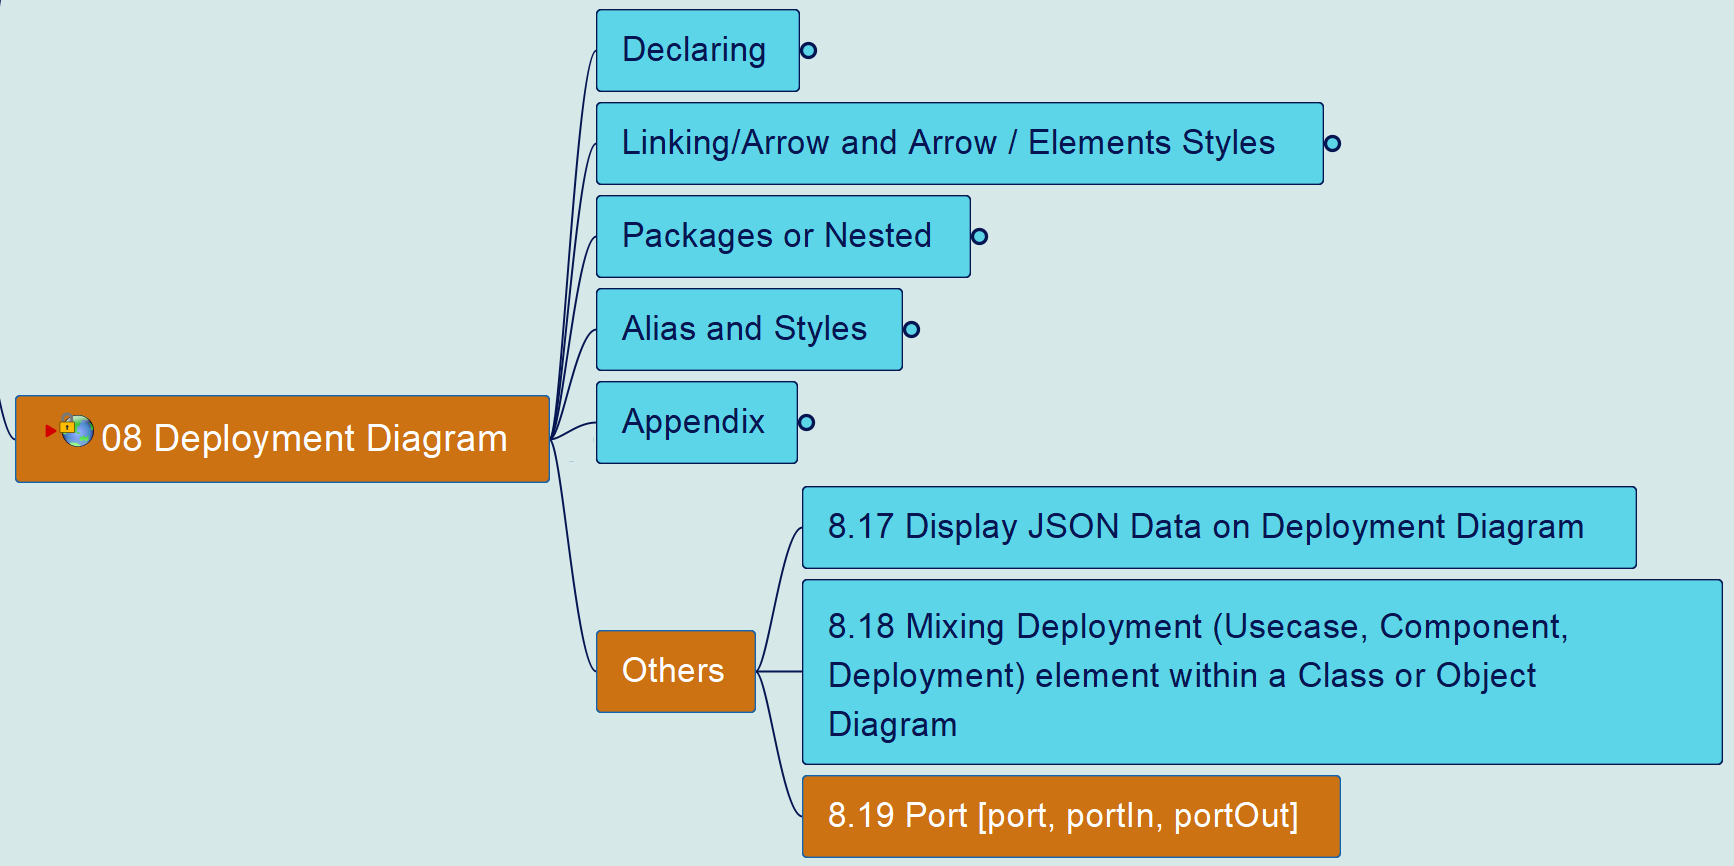 Declaring
Linking/Arrow and Arrow / Elements Styles
Packages or Nested
Alias and Styles
Appendix
08 Deployment Diagram
8.17 Display JSON Data on Deployment Diagram
8.18 Mixing Deployment (Usecase, Component,
Deployment) element within a Class or Object
Diagram
Others
8.19 Port [port, portIn, portOut]